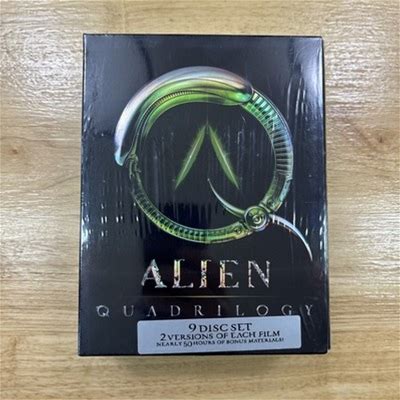 ALIEN
QUADRILOGY
9 DISC SET
2 VERSIONS OF EACH FILM
NEARLY 50 HOURS OF BONUS MATERIALS!